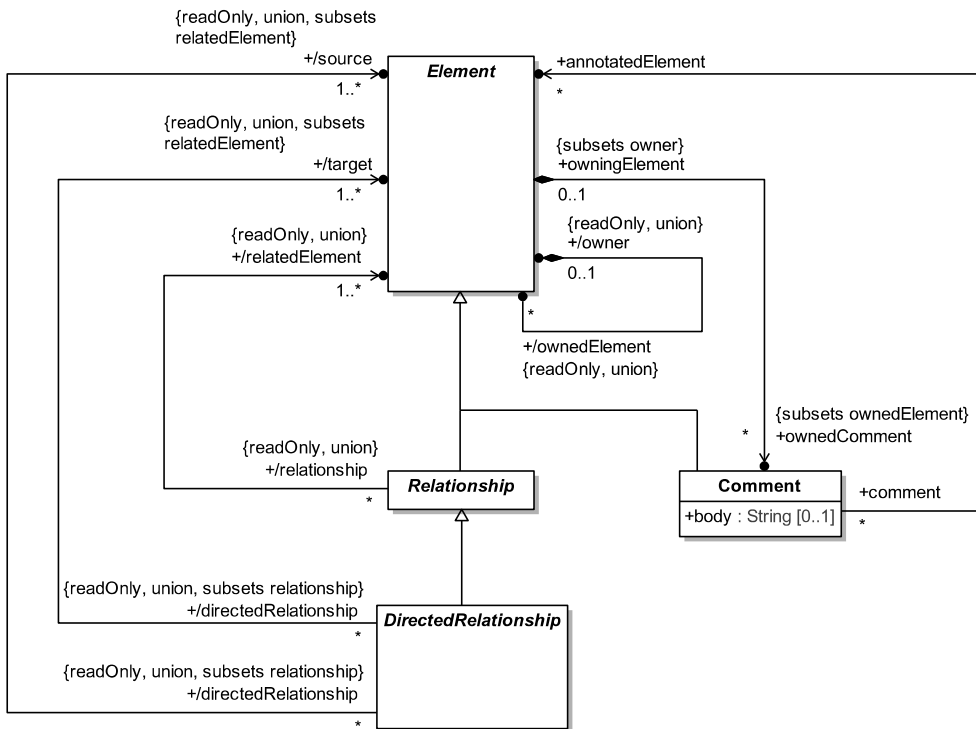 {readOnly, union, subsets
relatedElement}
+/source
1..*
Element
+annotatedElement
*
{readOnly, union, subsets
relatedElement}
+/target
1..*
{subsets owner}
+owningElement
0..1
{readOnly, union}
+/relatedElement
1..*
{readOnly, union}
+/owner
0..1
*
+/ownedElement
{readOnly, union}
{subsets ownedElement}
+ownedComment
*
{readOnly, union}
+/relationship
*
Relationship
Comment
+body : String [0..1]
+comment
*
{readOnly, union, subsets relationship}
+/directedRelationship
*
DirectedRelationship
{readOnly, union, subsets relationship}
+/directedRelationship
*